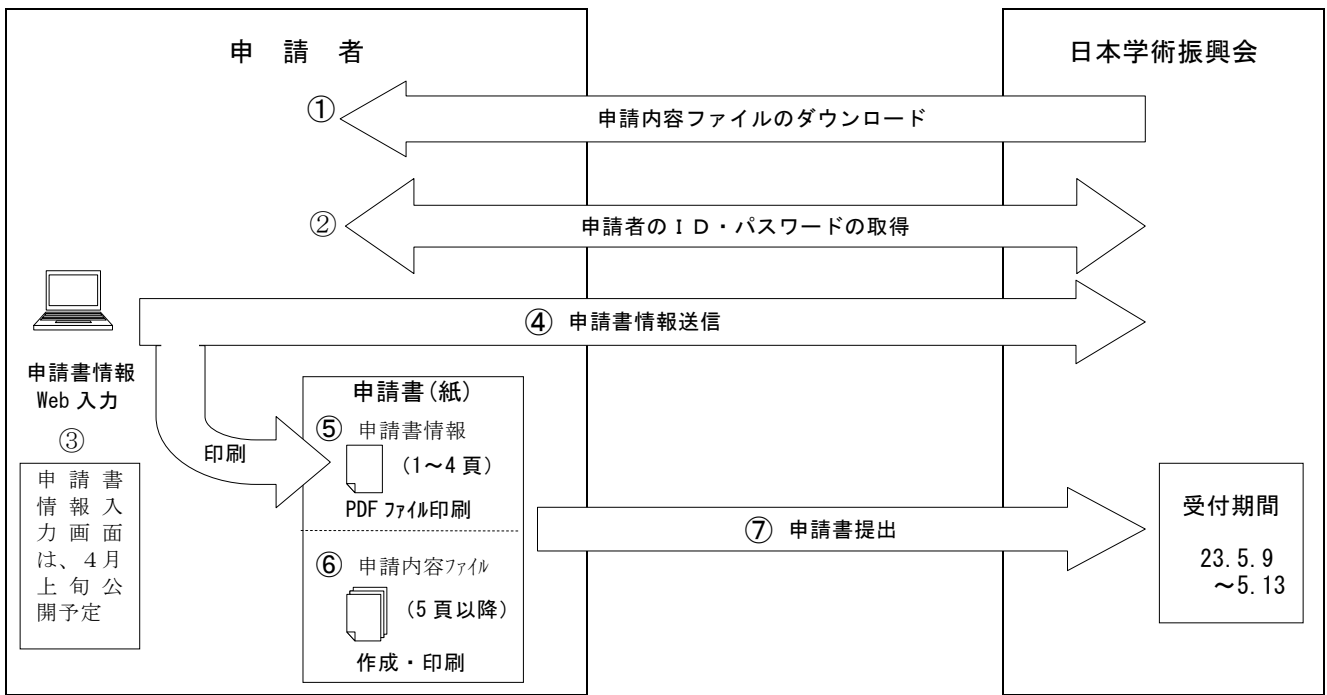 申 請 者
日本学術振興会
①
申請内容ファイルのダウンロード
②
申請者のＩＤ・パスワードの取得
④ 申請書情報送信
申請書情報
Web 入力
③
申請書
情報入
力画面
は、４月
上旬公
開予定
印刷
申請書(紙)
⑤ 申請書情報
(1～4 頁)
PDF ﾌｧｲﾙ印刷
⑥ 申請内容ﾌｧｲﾙ
(5 頁以降)
作成・印刷
⑦ 申請書提出
受付期間
23.5.9
～5.13